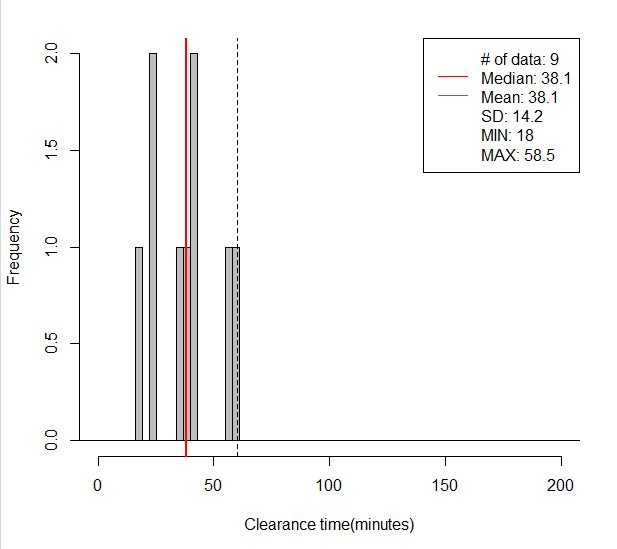 # of data: 9
Median: 38.1
Mean: 38.1
SD: 14.2
MIN: 18
MAX: 58.5
2.0
1.5
1.0
0.5
0.0
Frequency
0 50 100 150 200
Clearance time(minutes)